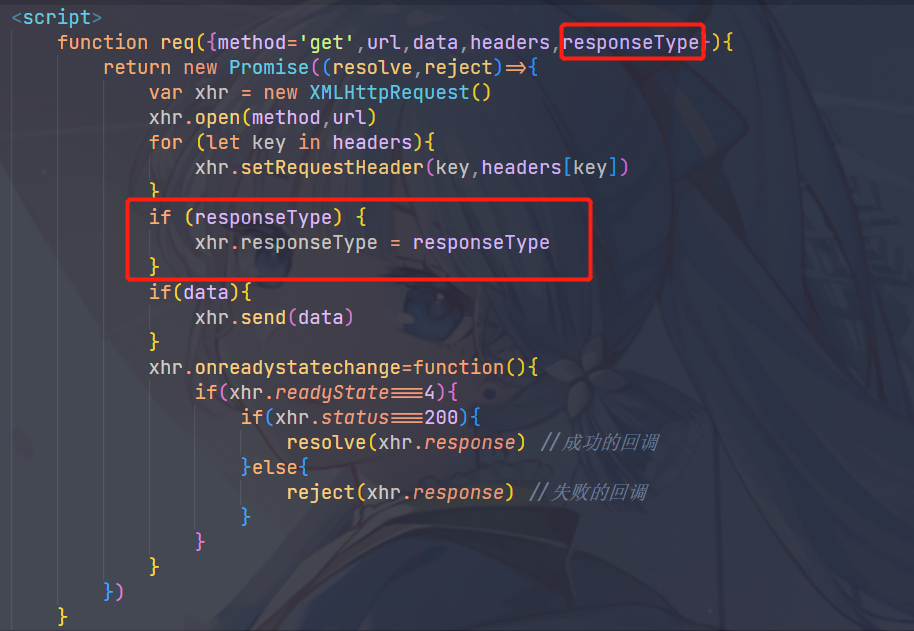 <script>
function req({method='get',url,data,headers,responseType}){
return new Promise((resolve,reject)=>{
var xhr = new XMLHttpRequest()
xhr.open(method,url)
for (let key in headers){
xhr.setRequestHeader(key,headers[key])
}
if (responseType) {
xhr.responseType = responseType
}
if(data){
xhr.send(data)
}
xhr.onreadystatechange=function(){
if(xhr.readyState===4){
if(xhr.status===200){
resolve(xhr.response) //成功的回调
}else{
reject(xhr.response) //失败的回调
}
}
}
})
}